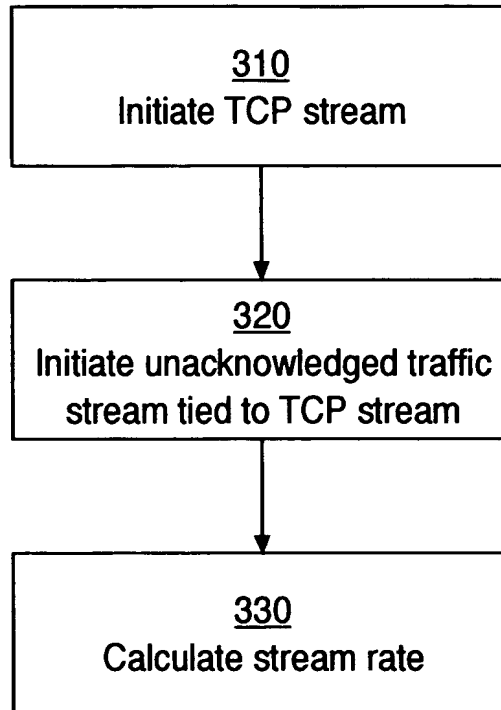 310
Initiate TCP stream
320
Initiate unacknowledged traffic
stream tied to TCP stream
330
Calculate stream rate